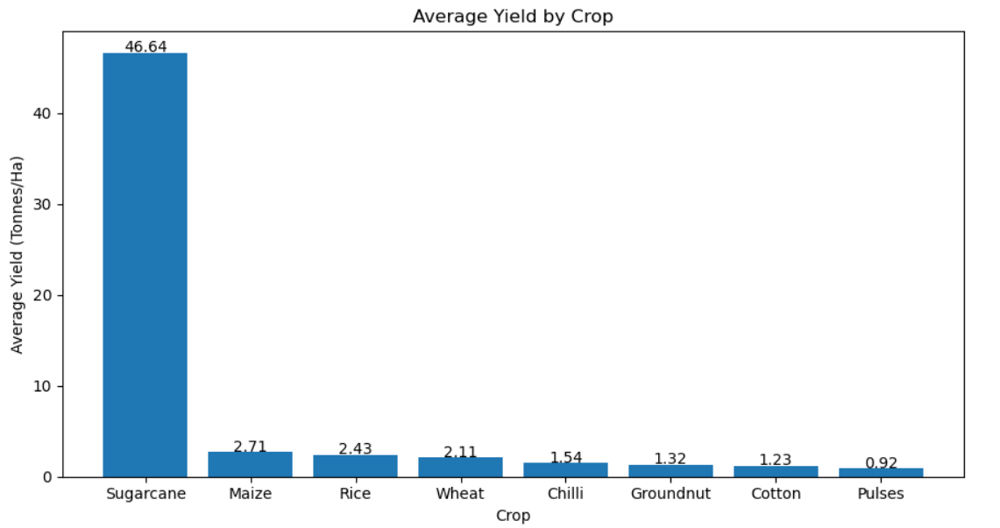 Average Yield by Crop
Average Yield (Tonnes/Ha)
40
30
20
10
0
46.64
2.71
2.43
2.11
1.54
1.32
1.23
0.92
Sugarcane
Maize
Rice
Wheat
Chilli
Groundnut
Cotton
Pulses
Crop